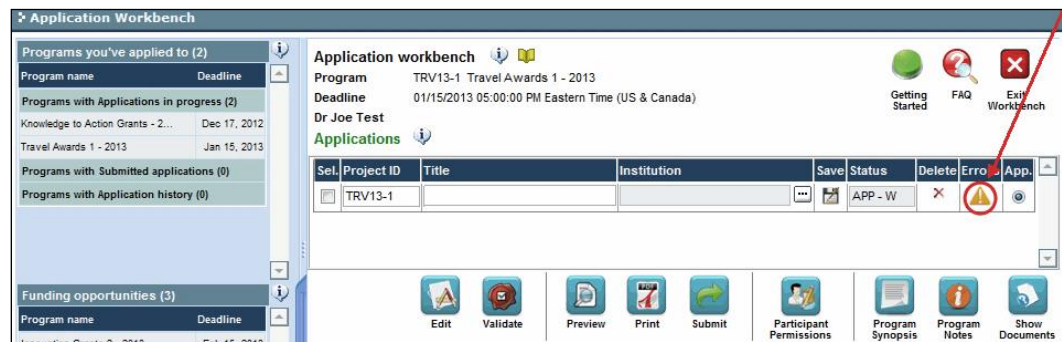 Application Workbench
Programs you've applied to (2)
Program name Deadline
Programs with Applications in progress (2)
Knowledge to Action Grants - 2... Dec 17, 2012
Travel Awards 1 - 2013 Jan 15, 2013
Programs with Submitted applications (0)
Programs with Application history (0)
Funding opportunities (3)
Program name Deadline
Application workbench
Program TRV13-1 Travel Awards 1 - 2013
Deadline 01/15/2013 05:00:00 PM Eastern Time (US & Canada)
Dr Joe Test
Applications
Getting Started
FAQ
Exit Workbench
Sel. Project ID Title Institution Save Status Delete Errors App.
TRV13-1 ... APP - W
Edit
Validate
Preview
Print
Submit
Participant Permissions
Program Synopsis
Program Notes
Show Documents